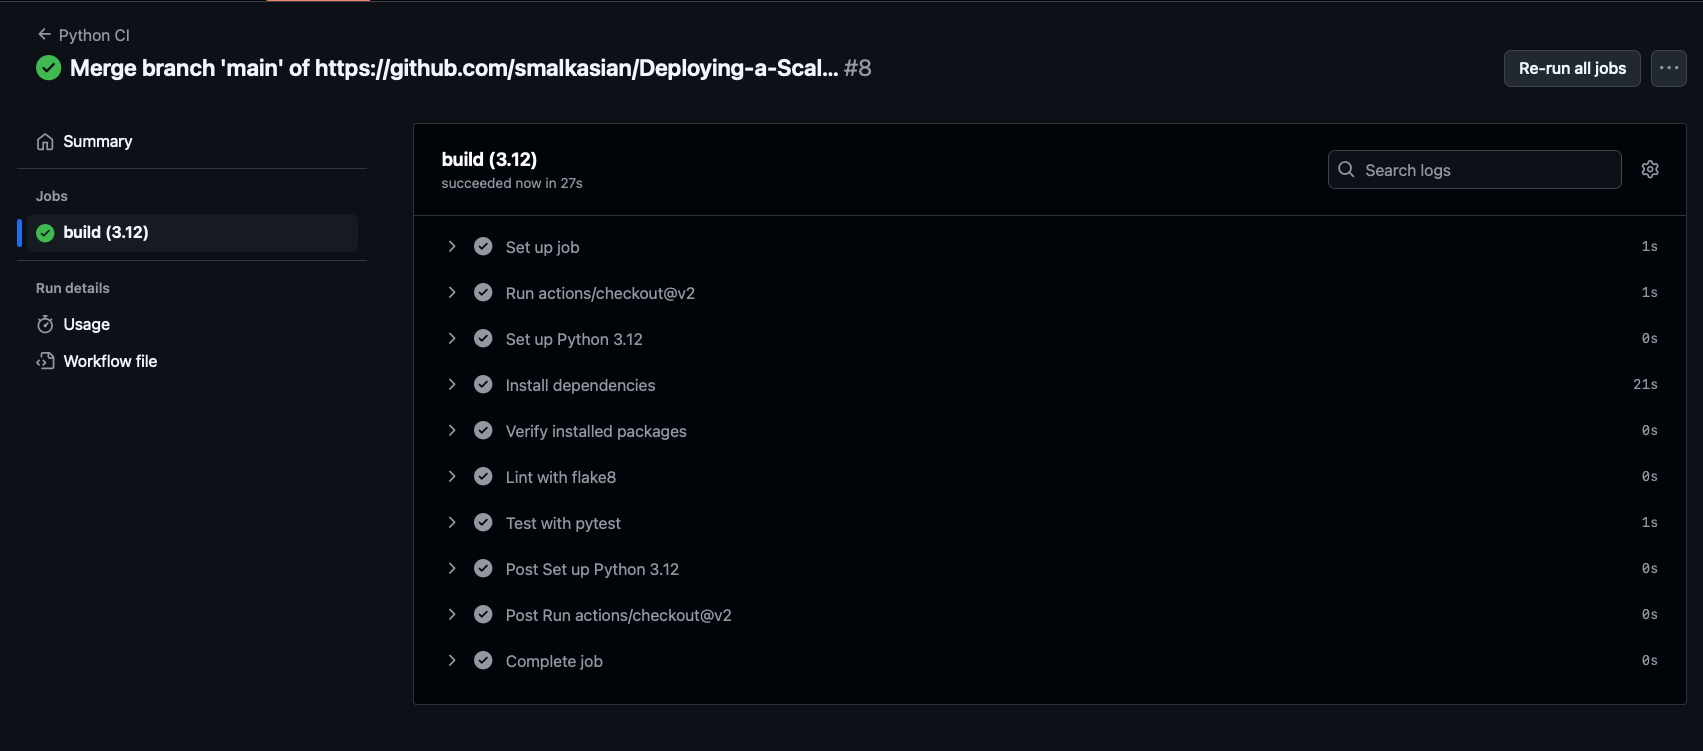 Python CI
Merge branch 'main' of https://github.com/smalkasian/Deploying-a-Scal... #8
Re-run all jobs
Summary
Jobs
build (3.12)
Run details
Usage
Workflow file
build (3.12)
succeeded now in 27s
Search logs
Set up job 1s
Run actions/checkout@v2 1s
Set up Python 3.12 0s
Install dependencies 21s
Verify installed packages 0s
Lint with flake8 0s
Test with pytest 1s
Post Set up Python 3.12 0s
Post Run actions/checkout@v2 0s
Complete job 0s